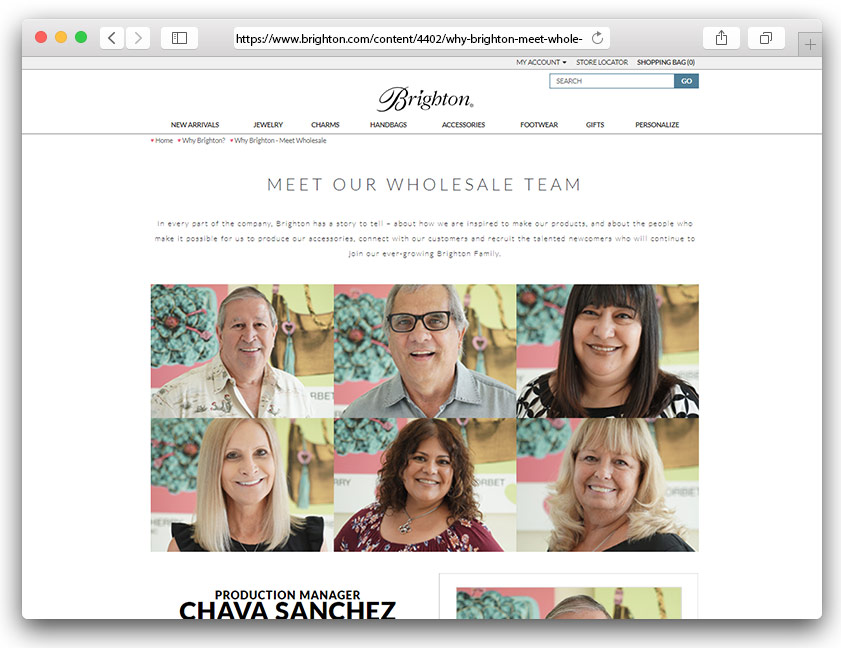 https://www.brighton.com/content/4402/why-brighton-meet-whole-
MY ACCOUNT STORE LOCATOR SHOPPING BAG (0)
SEARCH GO
Brighton®
NEW ARRIVALS JEWELRY CHARMS HANDBAGS ACCESSORIES FOOTWEAR GIFTS PERSONALIZE
Home Why Brighton? Why Brighton - Meet Wholesale
MEET OUR WHOLESALE TEAM
In every part of the company, Brighton has a story to tell – about how we are inspired to make our products, and about the people who
make it possible for us to produce our accessories, connect with our customers and recruit the talented newcomers who will continue to
join our ever-growing Brighton Family.
PRODUCTION MANAGER
CHAVA SANCHEZ